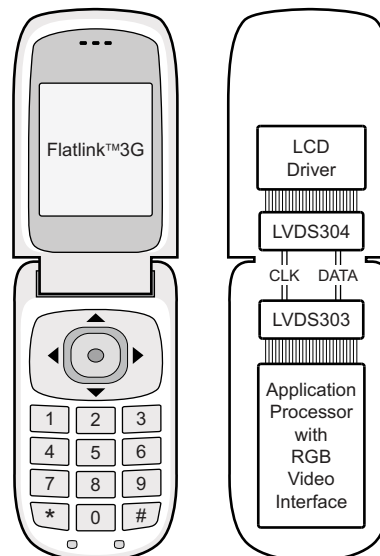 Flatlink™3G
1 2 3
4 5 6
7 8 9
* 0 #
LCD
Driver
LVDS304
CLK DATA
LVDS303
Application
Processor
with
RGB
Video
Interface